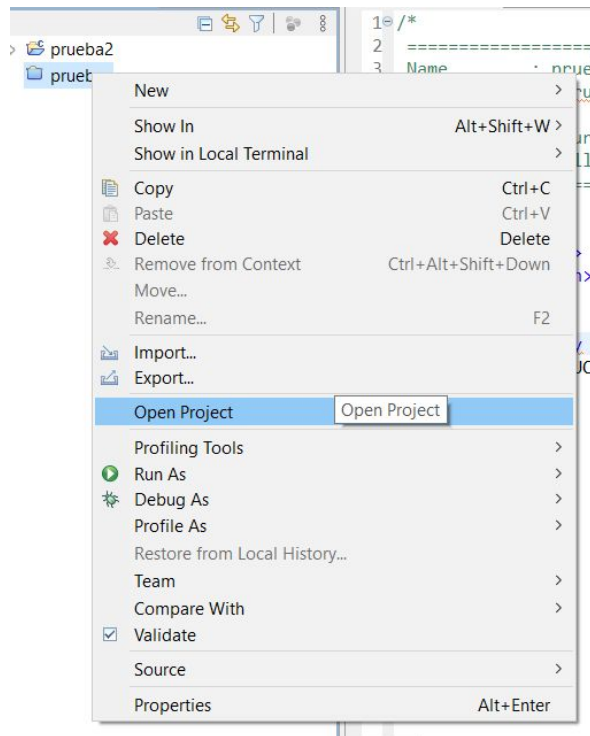 1 /*
prueba2
2 ====================
3 Name : prue
prueb
New
Show In Alt+Shift+W
Show in Local Terminal
Copy Ctrl+C
Paste Ctrl+V
Delete Delete
Remove from Context Ctrl+Alt+Shift+Down
Move...
Rename... F2
Import...
Export...
Open Project Open Project
Profiling Tools
Run As
Debug As
Profile As
Restore from Local History...
Team
Compare With
Validate
Source
Properties Alt+Enter